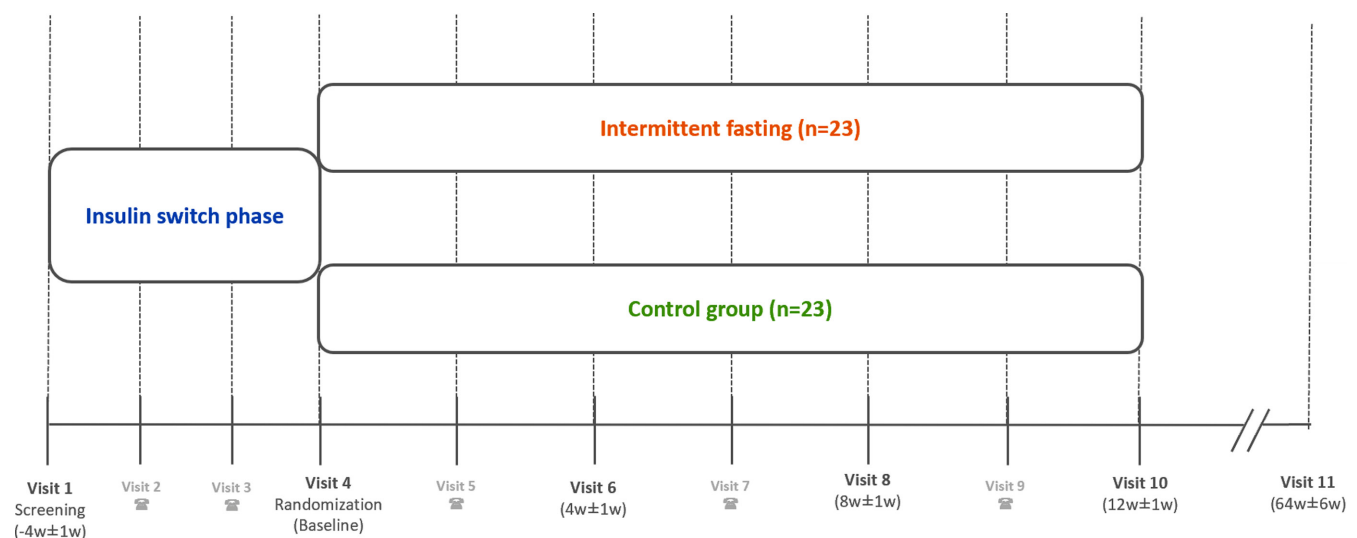 Intermittent fasting (n=23)
Insulin switch phase
Control group (n=23)
Visit 1
Screening
(-4w±1w)
Visit 2
Visit 3
Visit 4
Randomization
(Baseline)
Visit 5
Visit 6
(4w±1w)
Visit 7
Visit 8
(8w±1w)
Visit 9
Visit 10
(12w±1w)
Visit 11
(64w±6w)